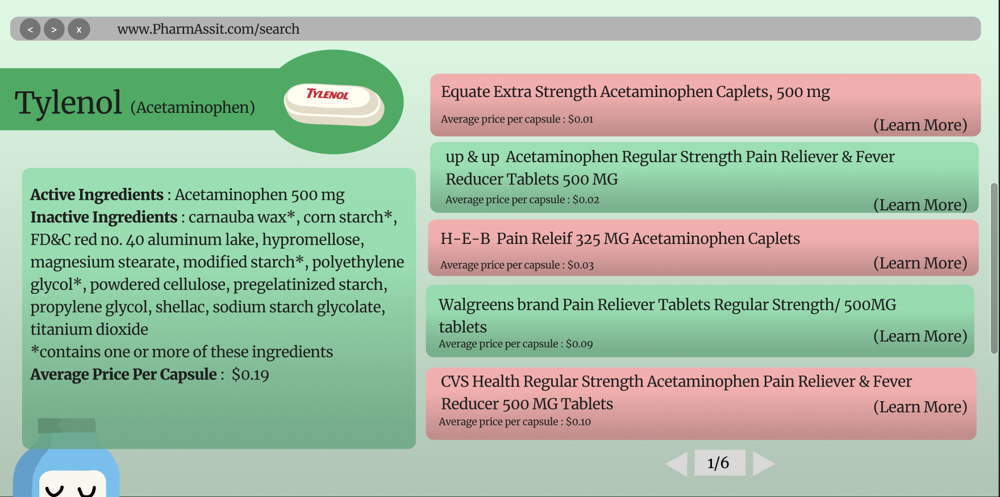 < > x www.PharmAssit.com/search
Tylenol (Acetaminophen)
TYLENOL
Active Ingredients : Acetaminophen 500 mg
Inactive Ingredients : carnauba wax*, corn starch*,
FD&C red no. 40 aluminum lake, hypromellose,
magnesium stearate, modified starch*, polyethylene
glycol*, powdered cellulose, pregelatinized starch,
propylene glycol, shellac, sodium starch glycolate,
titanium dioxide
*contains one or more of these ingredients
Average Price Per Capsule : $0.19
Equate Extra Strength Acetaminophen Caplets, 500 mg
Average price per capsule : $0.01
(Learn More)
up & up Acetaminophen Regular Strength Pain Reliever & Fever
Reducer Tablets 500 MG
Average price per capsule : $0.02
(Learn More)
H-E-B Pain Releif 325 MG Acetaminophen Caplets
Average price per capsule : $0.03
(Learn More)
Walgreens brand Pain Reliever Tablets Regular Strength/ 500MG
tablets
Average price per capsule : $0.09
(Learn More)
CVS Health Regular Strength Acetaminophen Pain Reliever & Fever
Reducer 500 MG Tablets
Average price per capsule : $0.10
(Learn More)
1/6